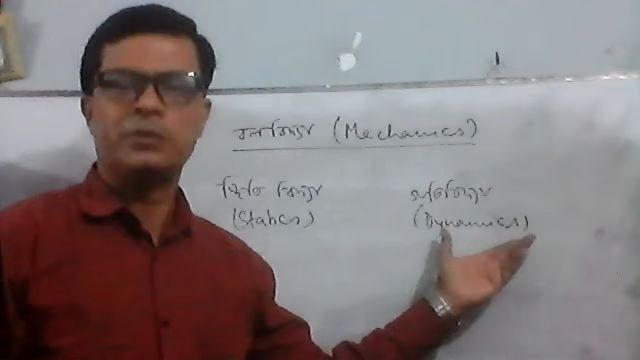 বলবিদ্যা (Mechanics)
স্থিতি বিদ্যা
(Statics)
গতিবিদ্যা
(Dynamics)